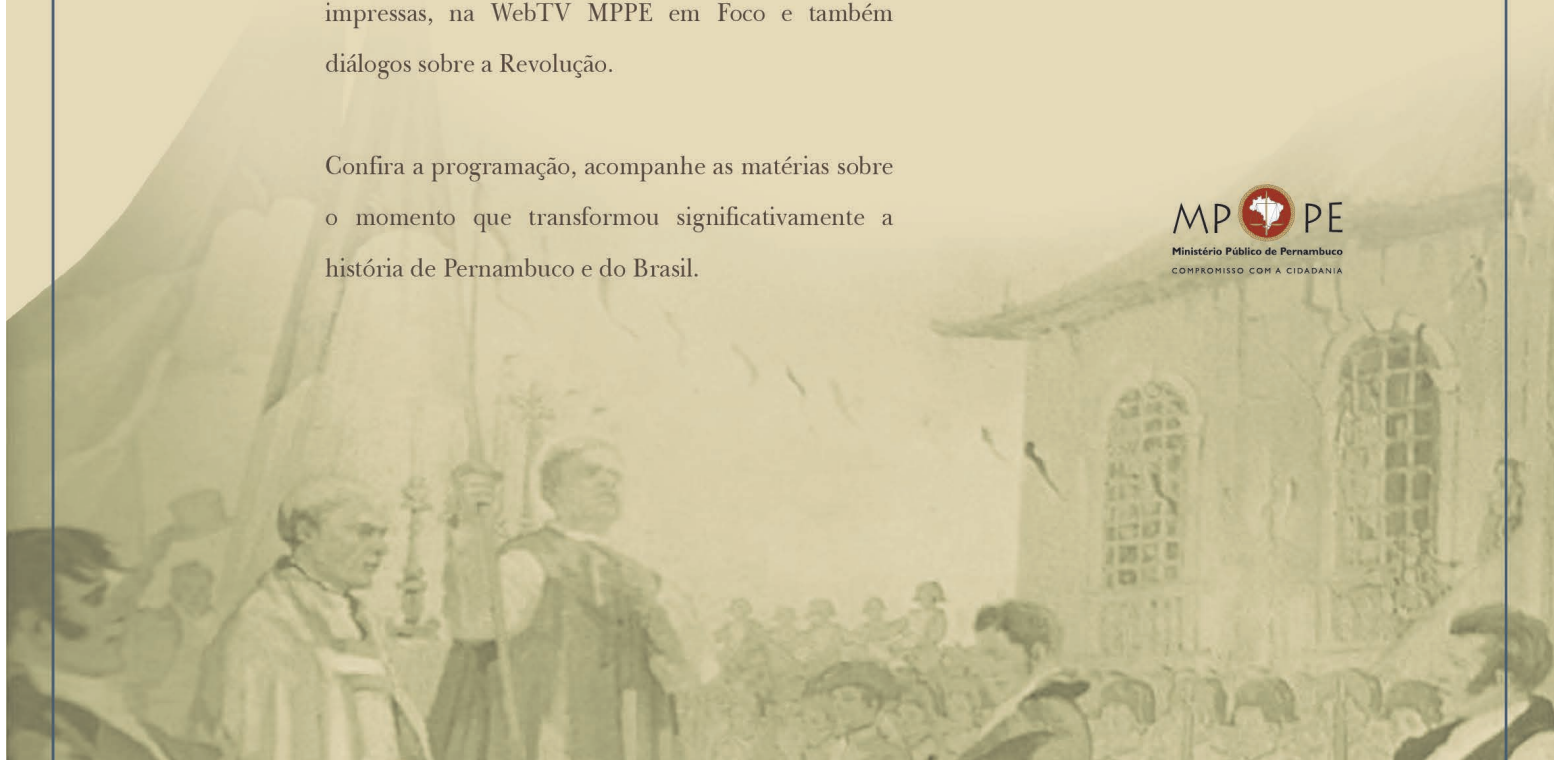 impressas, na WebTV MPPE em Foco e também
diálogos sobre a Revolução.
Confira a programação, acompanhe as matérias sobre
o momento que transformou significativamente a
história de Pernambuco e do Brasil.
MP PE
Ministério Público de Pernambuco
COMPROMISSO COM A CIDADANIA